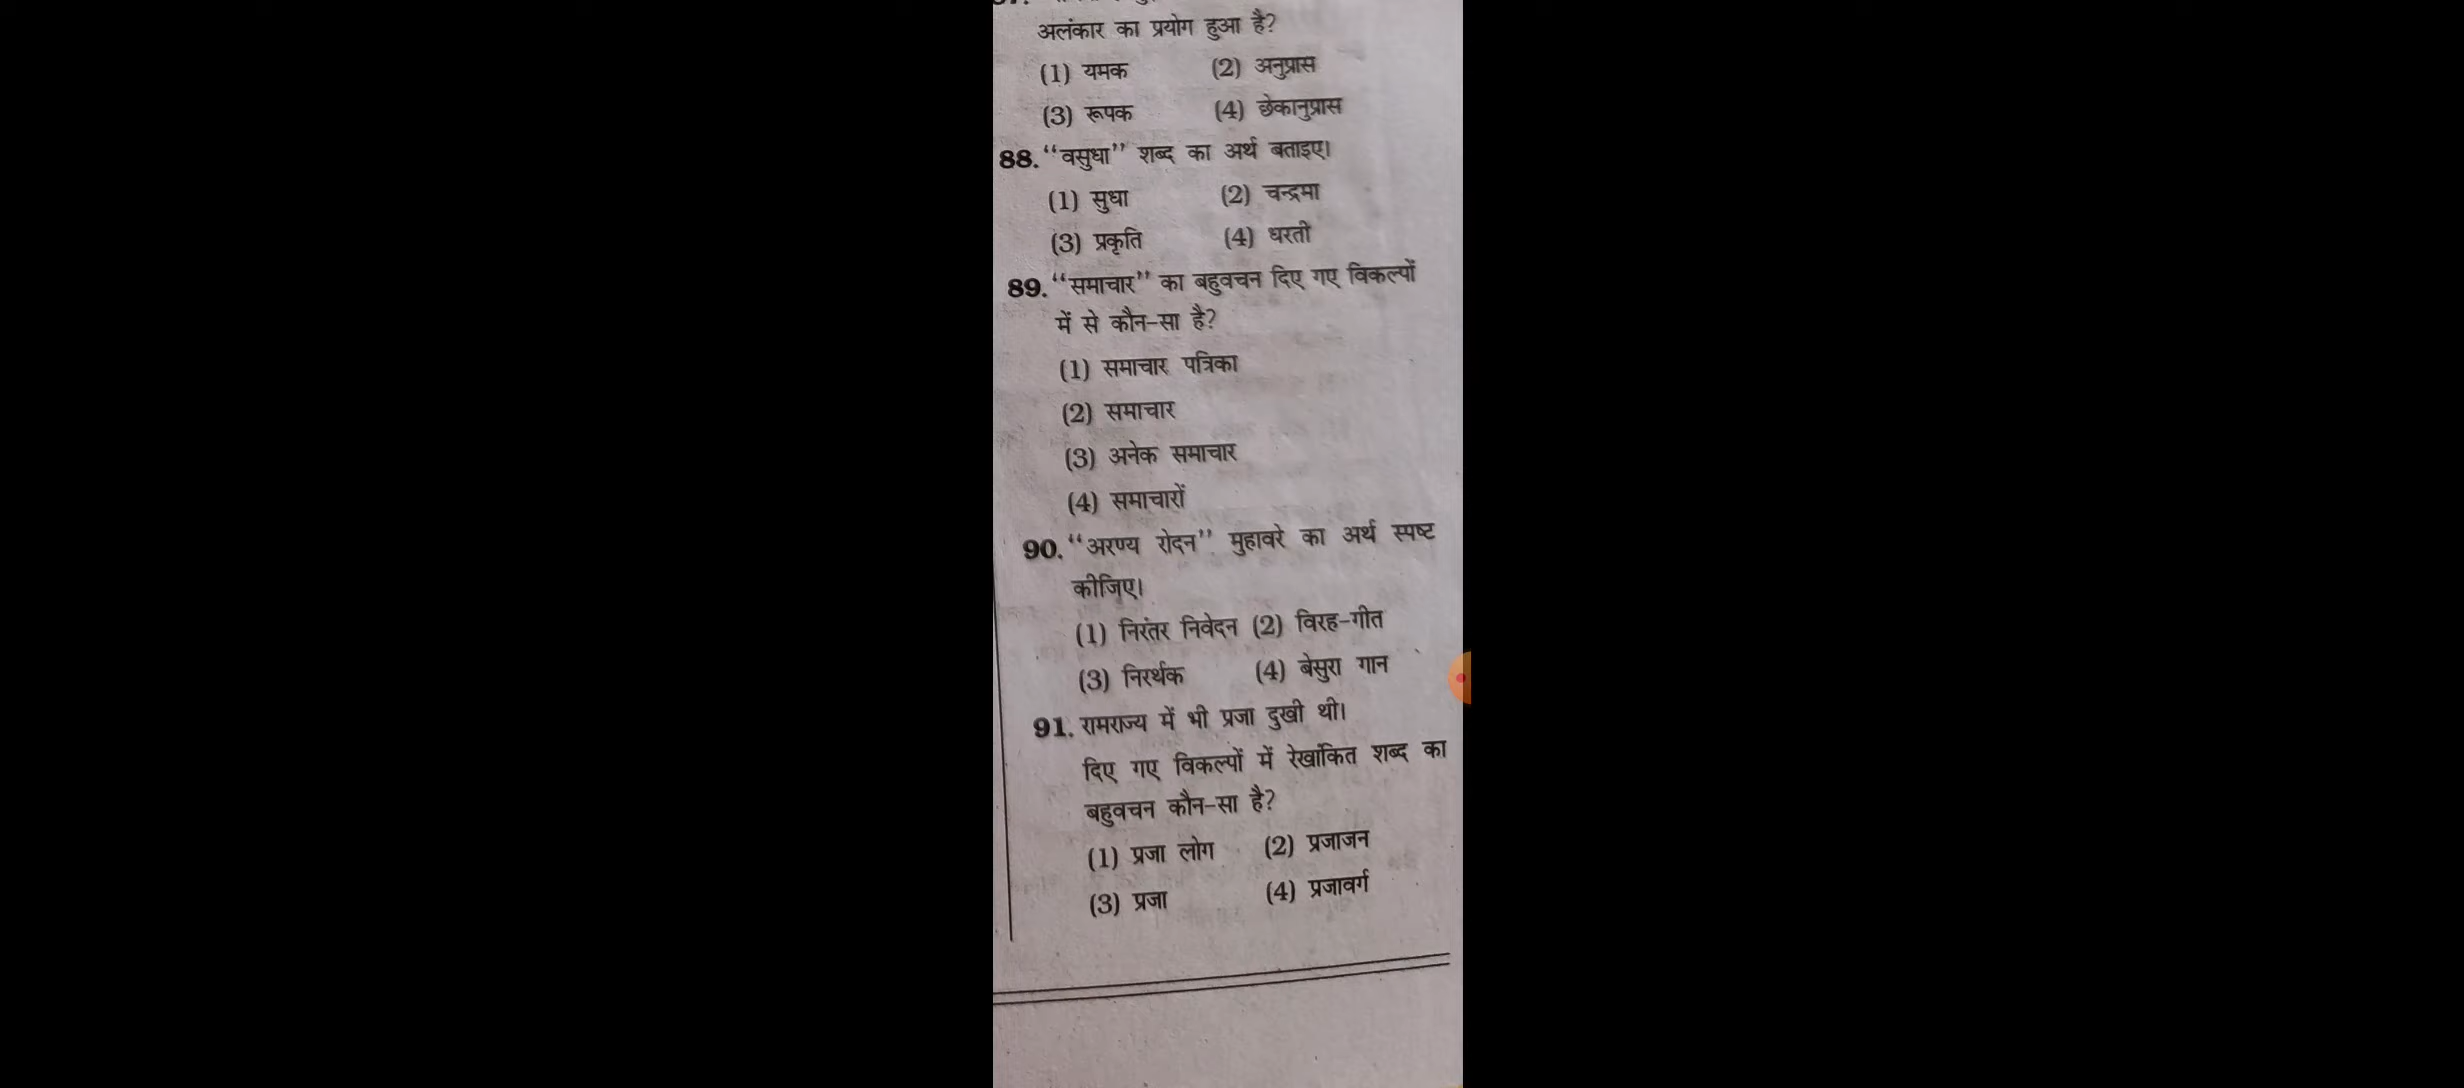 अलंकार का प्रयोग हुआ है?
(1) यमक (2) अनुप्रास
(3) रूपक (4) छेकानुप्रास
88. “वसुधा” शब्द का अर्थ बताइए।
(1) सुधा (2) चन्द्रमा
(3) प्रकृति (4) धरती
89. “समाचार” का बहुवचन दिए गए विकल्पों
में से कौन-सा है?
(1) समाचार पत्रिका
(2) समाचार
(3) अनेक समाचार
(4) समाचारों
90. “अरण्य रोदन” मुहावरे का अर्थ स्पष्ट
कीजिए।
(1) निरंतर निवेदन (2) विरह-गीत
(3) निरर्थक (4) बेसुरा गान
91. रामराज्य में भी प्रजा दुखी थी।
दिए गए विकल्पों में रेखांकित शब्द का
बहुवचन कौन-सा है?
(1) प्रजा लोग (2) प्रजाजन
(3) प्रजा (4) प्रजावर्ग